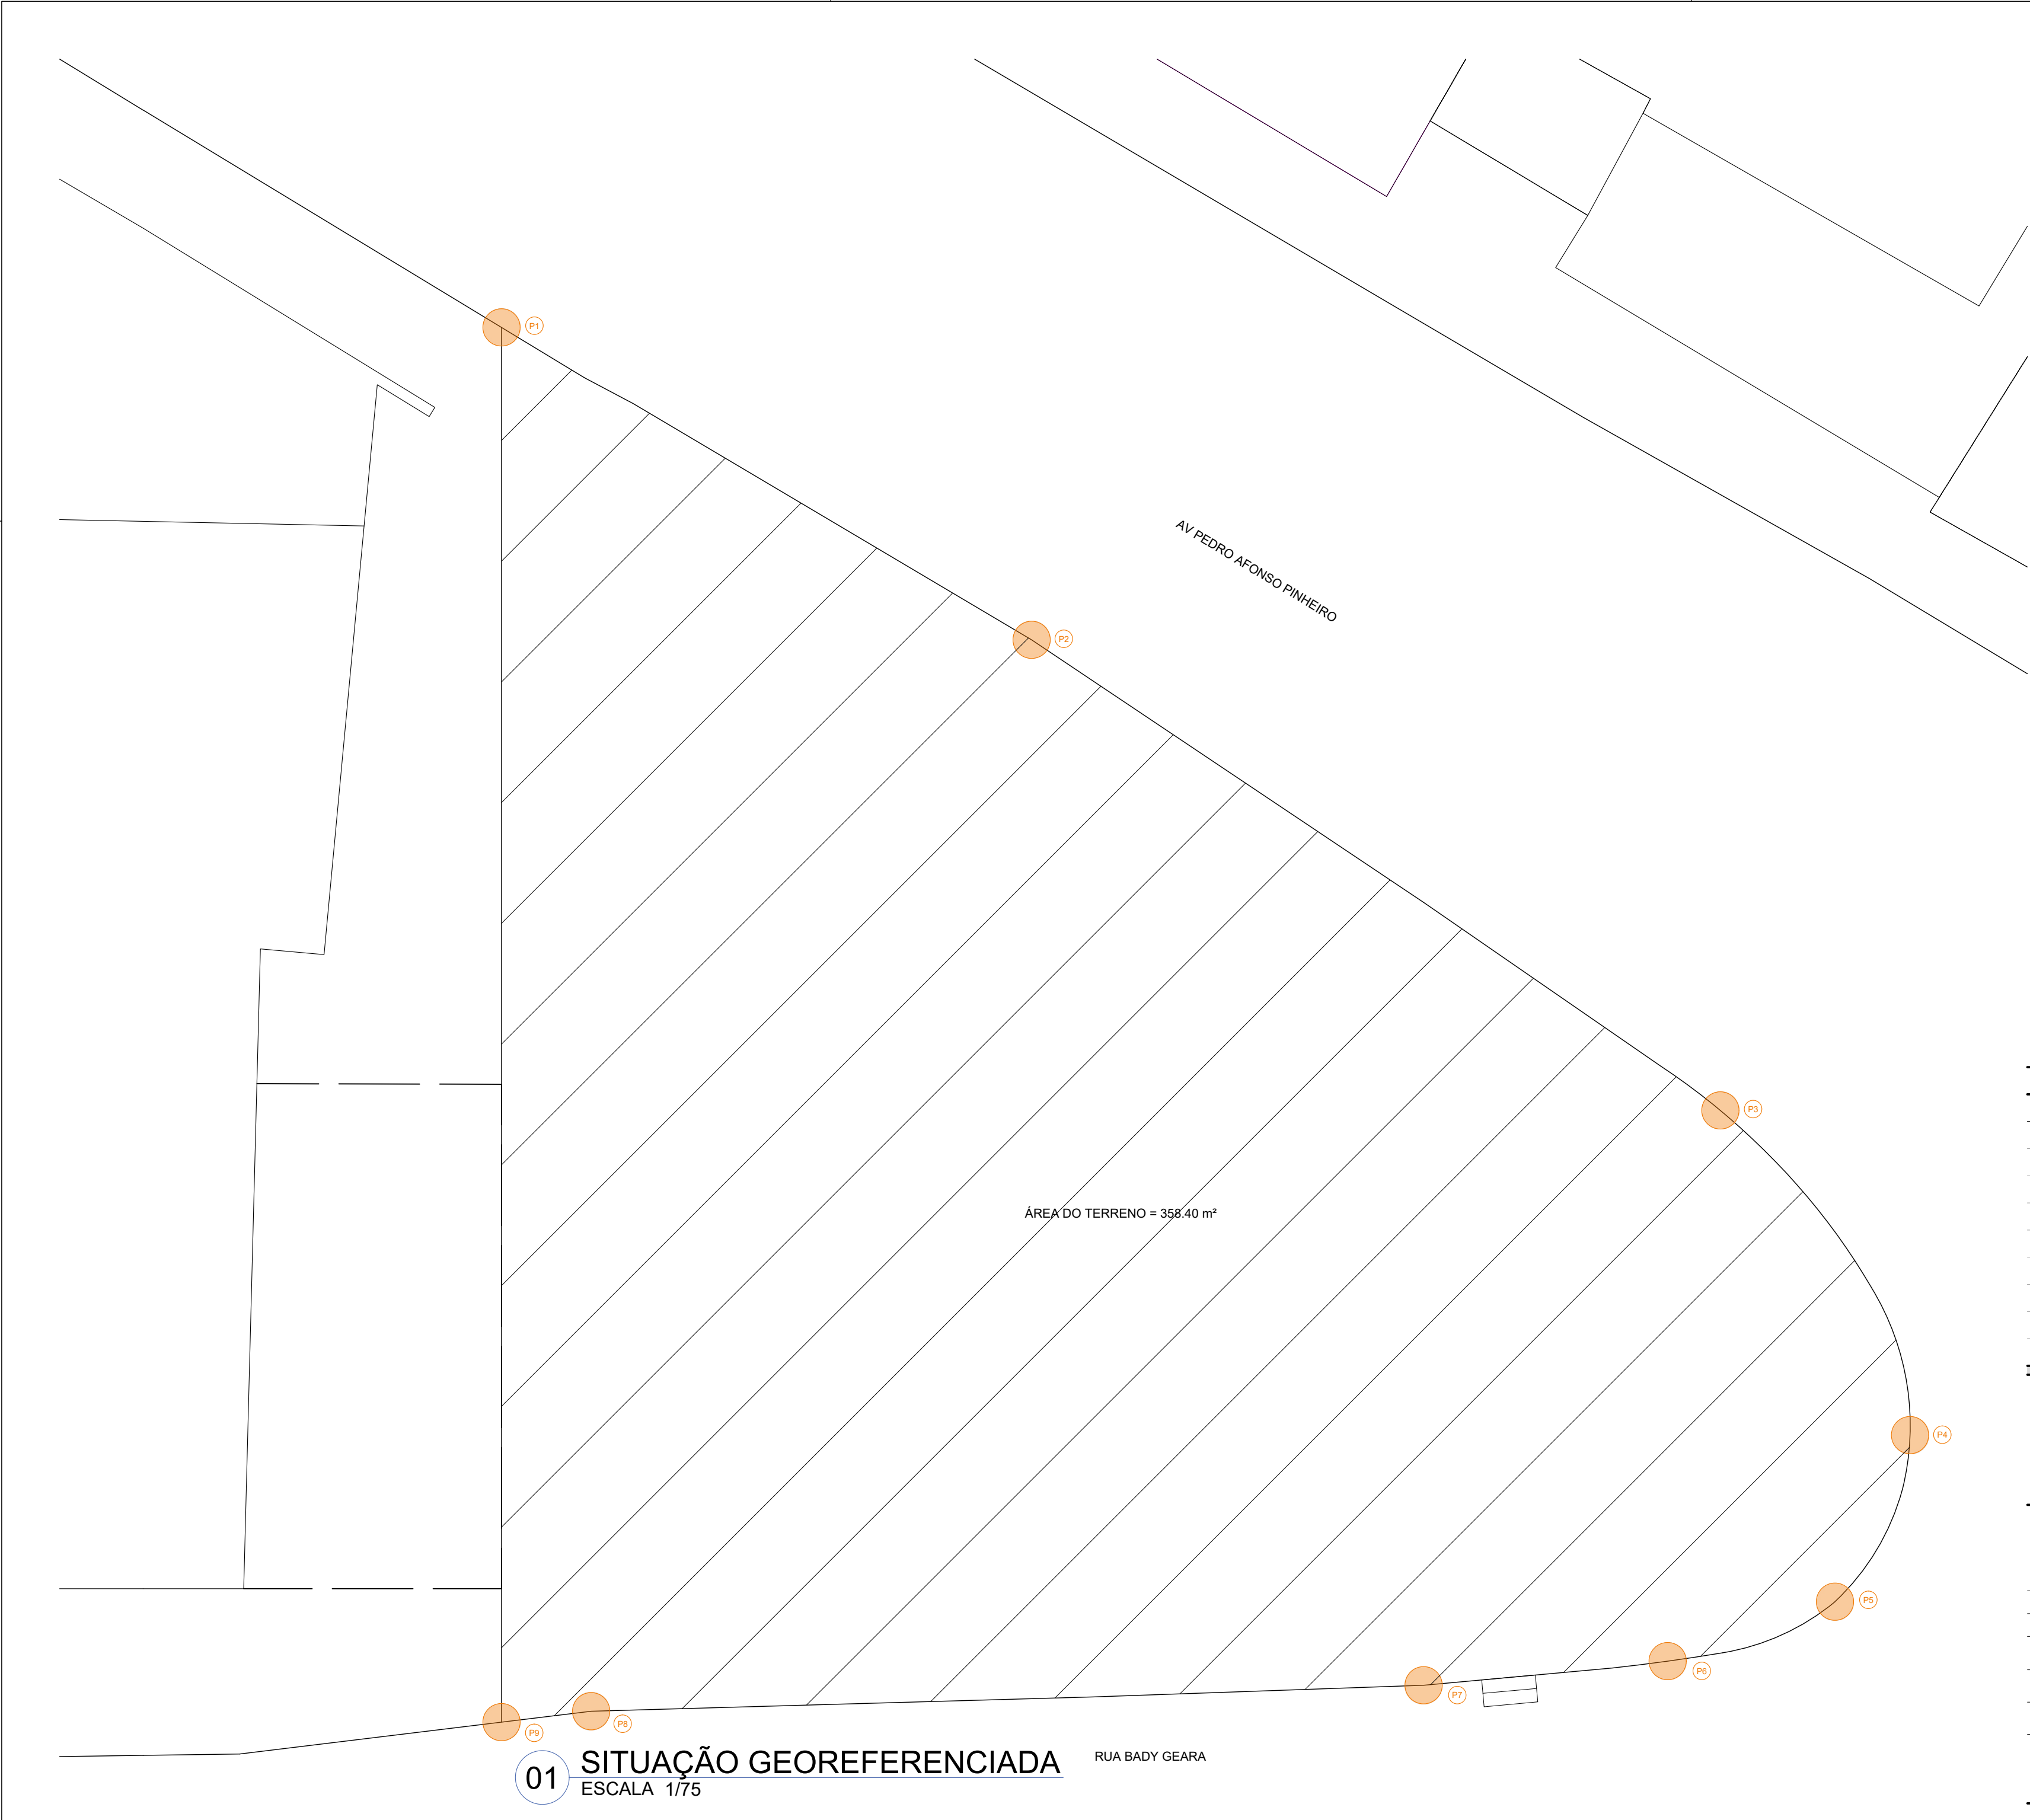 P1
AV PEDRO AFONSO PINHEIRO
P2
P3
ÁREA DO TERRENO = 358.40 m²
P4
P5
P6
P7
P8
P9
01 SITUAÇÃO GEOREFERENCIADA
ESCALA 1/75
RUA BADY GEARA